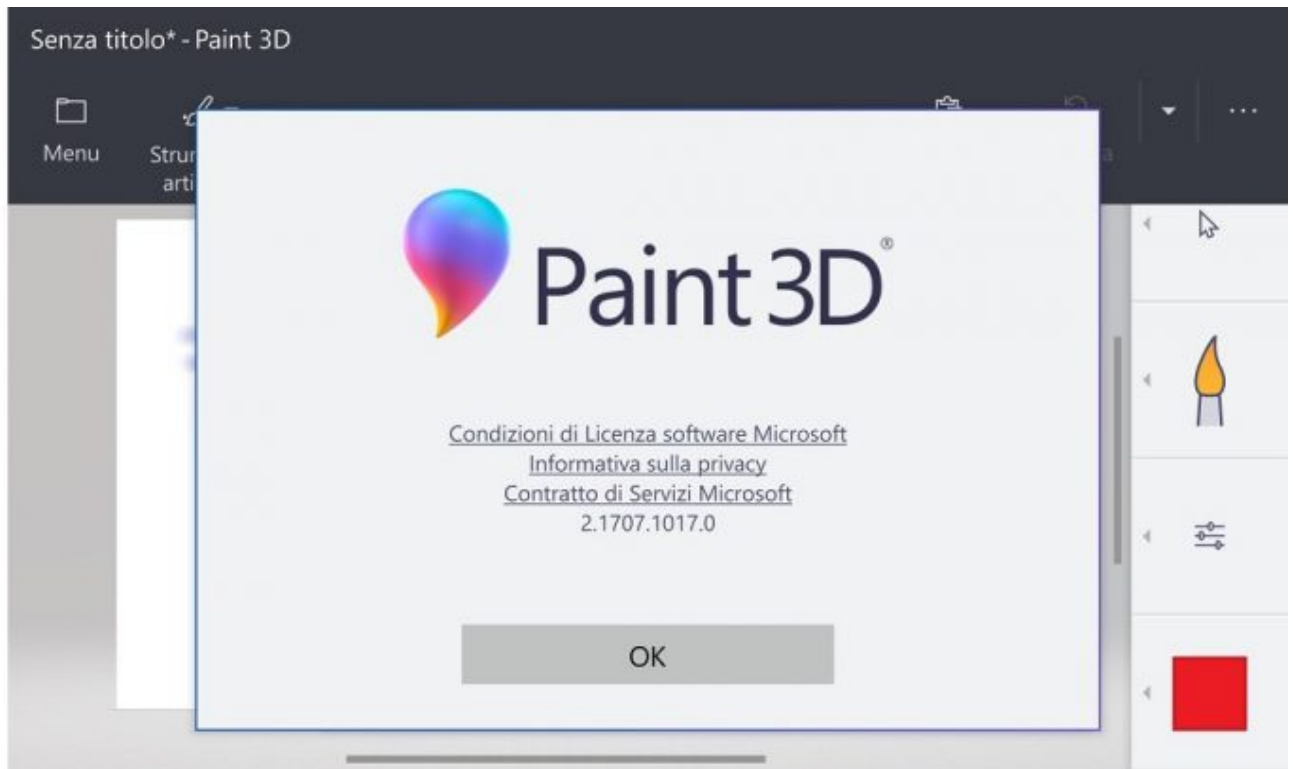 Senza titolo* - Paint 3D
Menu
Paint 3D®
Condizioni di Licenza software Microsoft
Informativa sulla privacy
Contratto di Servizi Microsoft
2.1707.1017.0
OK